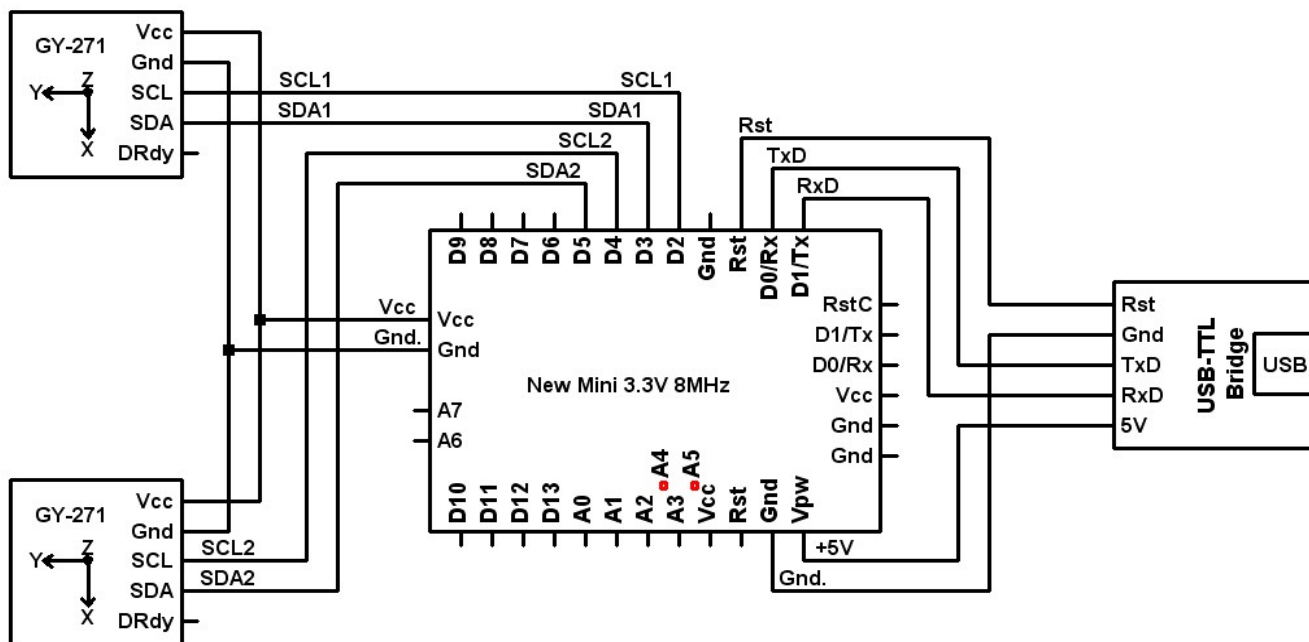 GY-271
Vcc
Gnd
SCL
SDA
DRdy
Z
Y
X
SCL1
SCL1
SDA1
SDA1
SCL2
SDA2
Rst
TxD
RxD
D9
D8
D7
D6
D5
D4
D3
D2
Gnd
Rst
D0/Rx
D1/Tx
Vcc
Gnd.
Vcc
Gnd
A7
A6
New Mini 3.3V 8MHz
RstC
D1/Tx
D0/Rx
Vcc
Gnd
Gnd
A4
A5
D10
D11
D12
D13
A0
A1
A2
A3
Vcc
Rst
Gnd
Vpw
+5V
Gnd.
Rst
Gnd
TxD
RxD
5V
USB-TTL
Bridge
USB
GY-271
Vcc
Gnd
SCL
SDA
DRdy
Z
Y
X
SCL2
SDA2